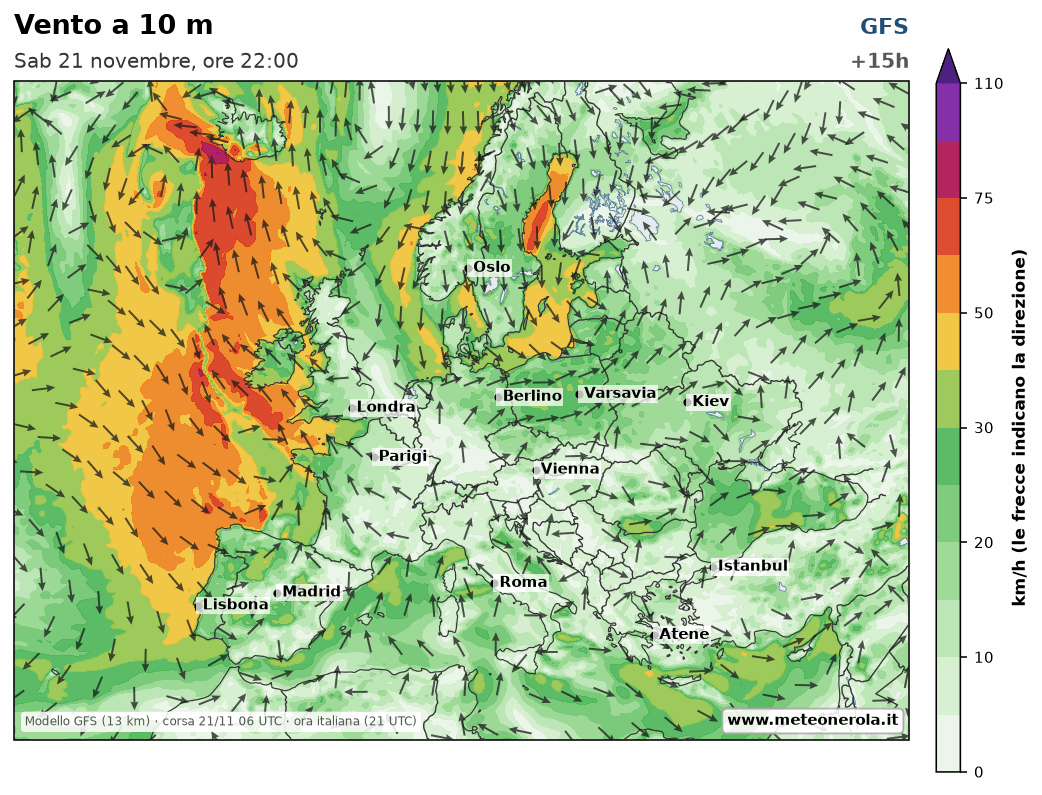 Vento a 10 m
GFS
Sab 21 novembre, ore 22:00
+15h
110
75
50
30
20
10
0
km/h (le frecce indicano la direzione)
Oslo
Berlino
Varsavia
Kiev
Londra
Parigi
Vienna
Istanbul
Roma
Madrid
Lisbona
Atene
Modello GFS (13 km) · corsa 21/11 06 UTC · ora italiana (21 UTC)
www.meteonerola.it